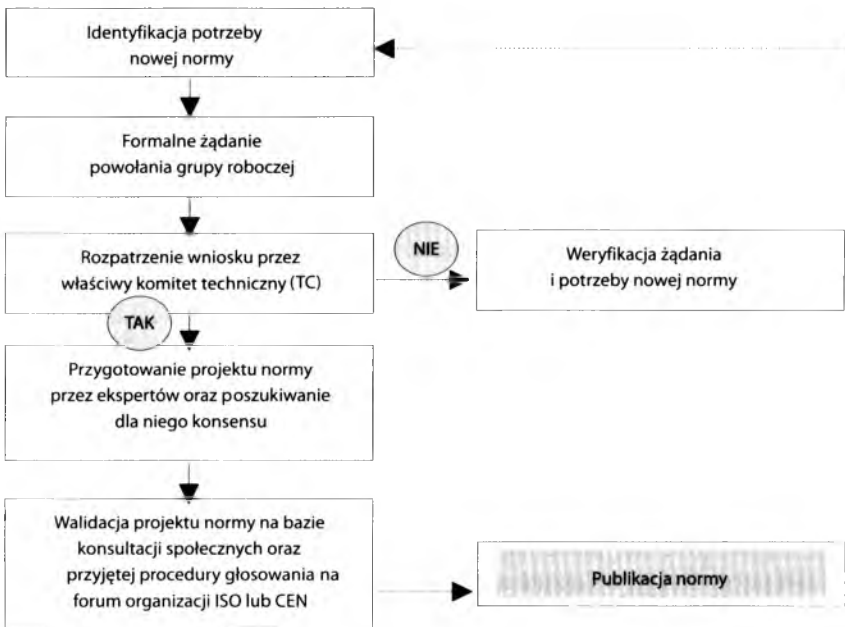 Identyfikacja potrzeby
nowej normy
Formalne żądanie
powołania grupy roboczej
Rozpatrzenie wniosku przez
właściwy komitet techniczny (TC)
NIE
Weryfikacja żądania
i potrzeby nowej normy
TAK
Przygotowanie projektu normy
przez ekspertów oraz poszukiwanie
dla niego konsensu
Walidacja projektu normy na bazie
konsultacji społecznych oraz
przyjętej procedury głosowania na
forum organizacji ISO lub CEN
Publikacja normy